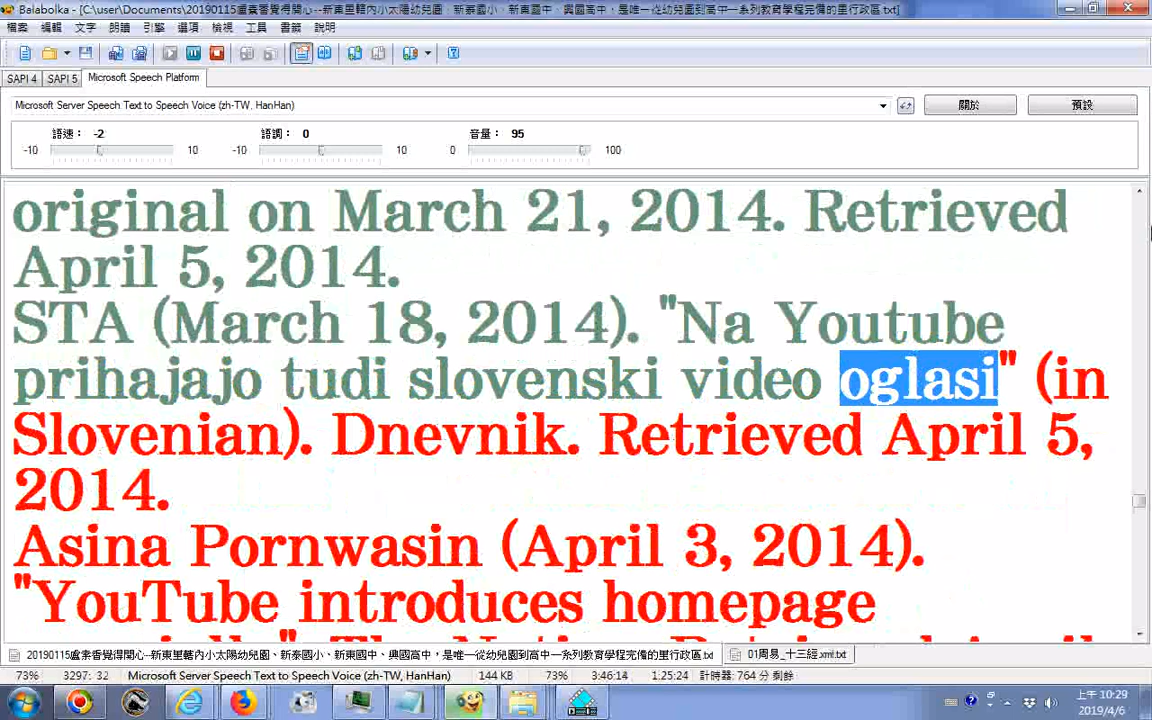 Balabolka - [C:\user\Documents\20190115盧素香覺得開心--新東里轄內小太陽幼兒園、新泰國小、新東國中、興國高中，是唯一從幼兒園到高中一系列教育學程完備的里行政區.txt]
檔案 編輯 文字 朗讀 引擎 選項 檢視 工具 書籤 說明
SAPI 4 SAPI 5 Microsoft Speech Platform
Microsoft Server Speech Text to Speech Voice (zh-TW, HanHan) 關於 預設
語速： -2 語調： 0 音量： 95
-10 10 -10 10 0 100
original on March 21, 2014. Retrieved
April 5, 2014.
STA (March 18, 2014). "Na Youtube
prihajajo tudi slovenski video oglasi" (in
Slovenian). Dnevnik. Retrieved April 5,
2014.
Asina Pornwasin (April 3, 2014).
"YouTube introduces homepage
20190115盧素香覺得開心--新東里轄內小太陽幼兒園、新泰國小、新東國中、興國高中，是唯一從幼兒園到高中一系列教育學程完備的里行政區.txt 01周易_十三經.xml.txt
73% 3297: 32 Microsoft Server Speech Text to Speech Voice (zh-TW, HanHan) 144 KB 73% 3:46:14 1:25:24 計時器: 764 分 剩餘
上午 10:29
2019/4/6